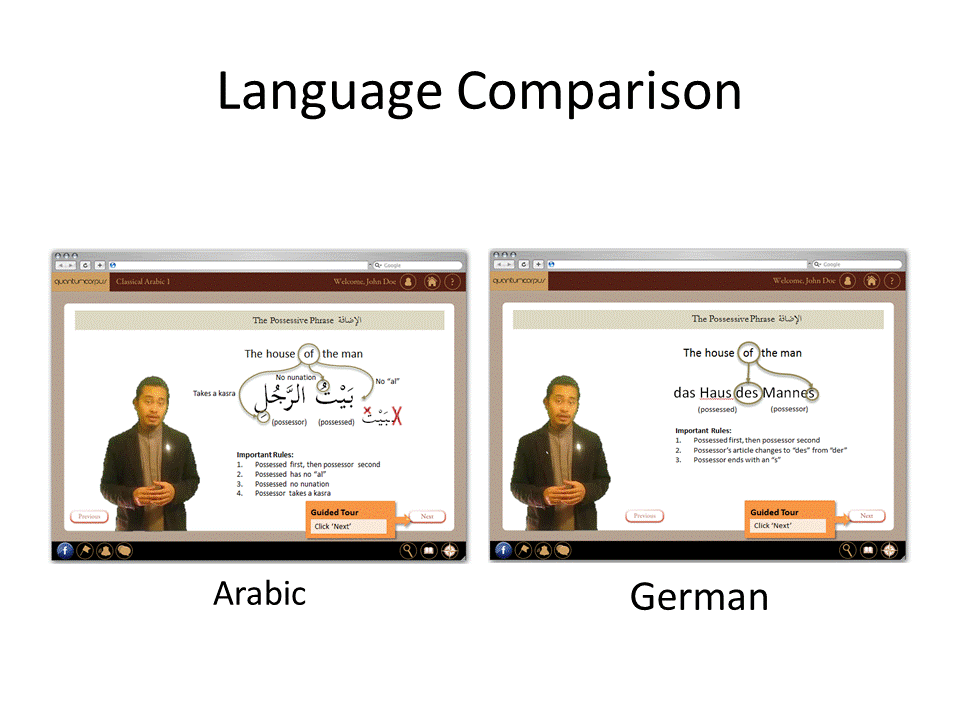 Language Comparison
Google
quantumcorpus
Classical Arabic 1
Welcome, John Doe
?
The Possessive Phrase الإضافة
The house of the man
No nunation
No "al"
Takes a kasra
بَيْتُ الرَّجُلِ
(possessor)
(possessed)
Important Rules:
1. Possessed first, then possessor second
2. Possessed has no "al"
3. Possessed no nunation
4. Possessor takes a kasra
Guided Tour
Click 'Next'
Previous
Next
f
Arabic
Google
quantumcorpus
Welcome, John Doe
?
The Possessive Phrase الإضافة
The house of the man
das Haus des Mannes
(possessed)
(possessor)
Important Rules:
1. Possessed first, then possessor second
2. Possessor's article changes to "des" from "der"
3. Possessor ends with an "s"
Guided Tour
Click 'Next'
Previous
Next
f
German